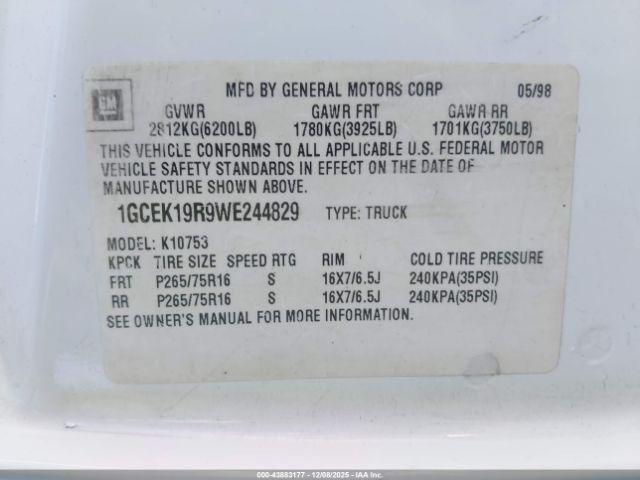 GM
MFD BY GENERAL MOTORS CORP 05/98
GVWR GAWR FRT GAWR RR
2812KG(6200LB) 1780KG(3925LB) 1701KG(3750LB)
THIS VEHICLE CONFORMS TO ALL APPLICABLE U.S. FEDERAL MOTOR
VEHICLE SAFETY STANDARDS IN EFFECT ON THE DATE OF
MANUFACTURE SHOWN ABOVE.
1GCEK19R9WE244829 TYPE: TRUCK
MODEL: K10753
KPCK TIRE SIZE SPEED RTG RIM COLD TIRE PRESSURE
FRT P265/75R16 S 16X7/6.5J 240KPA(35PSI)
RR P265/75R16 S 16X7/6.5J 240KPA(35PSI)
SEE OWNER'S MANUAL FOR MORE INFORMATION.
000-43883177 - 12/08/2025 - IAA Inc.